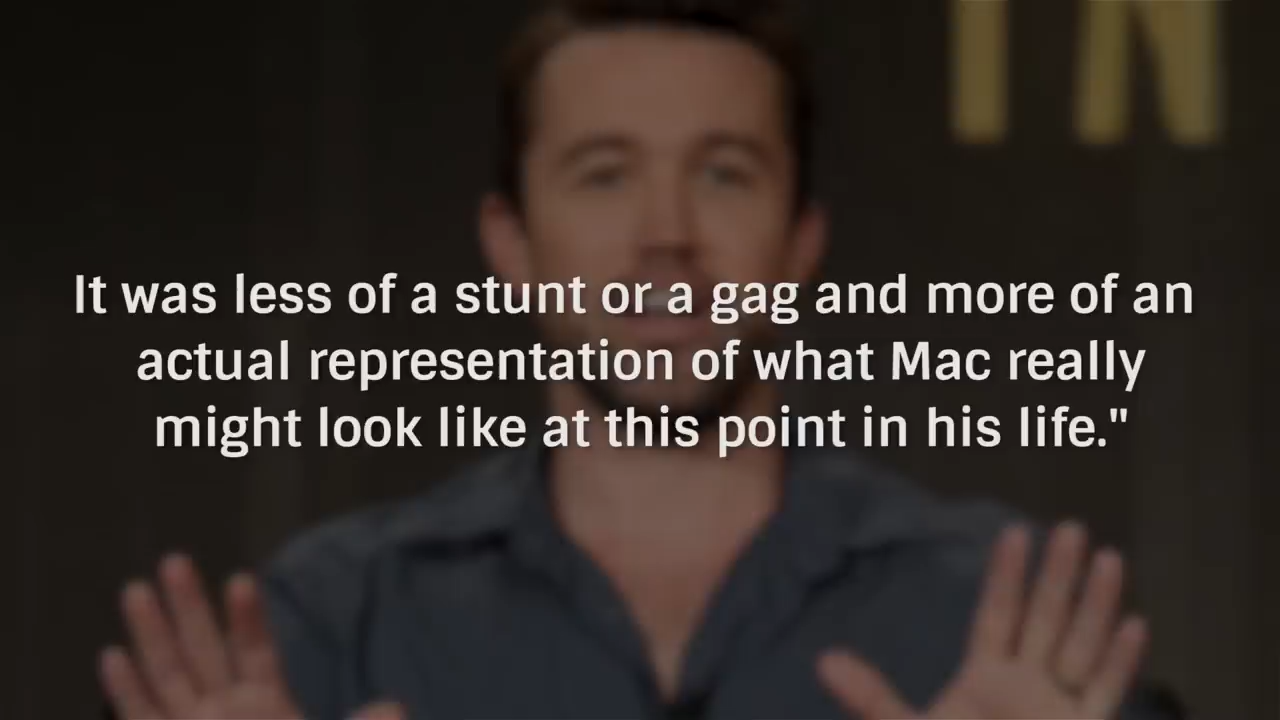 IN
It was less of a stunt or a gag and more of an
actual representation of what Mac really
might look like at this point in his life."